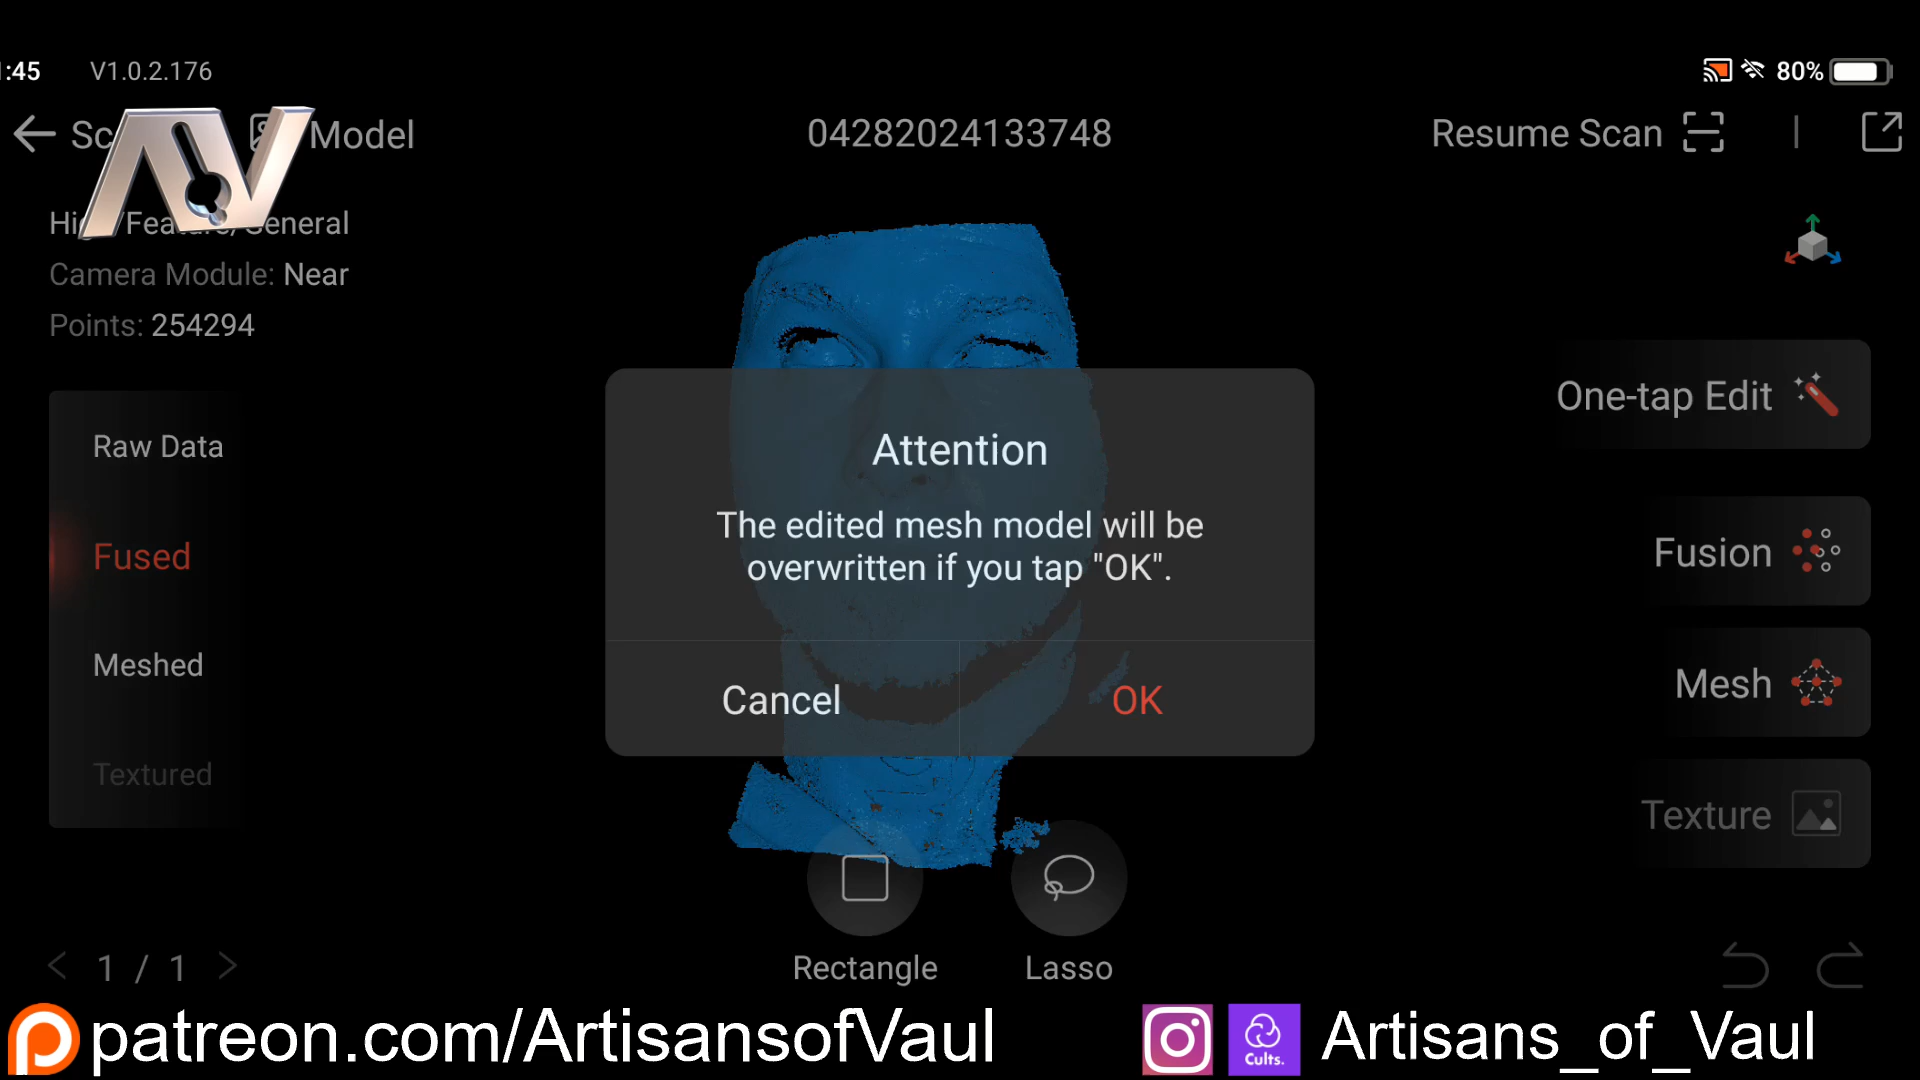 :45 V1.0.2.176 80%
Model 04282024133748 Resume Scan
General
Camera Module: Near
Points: 254294
One-tap Edit
Raw Data
Attention
The edited mesh model will be
overwritten if you tap "OK".
Fused
Fusion
Meshed
Mesh
Cancel OK
Textured
Texture
1 / 1
Rectangle Lasso
patreon.com/ArtisansofVaul
Cults.
Artisans_of_Vaul